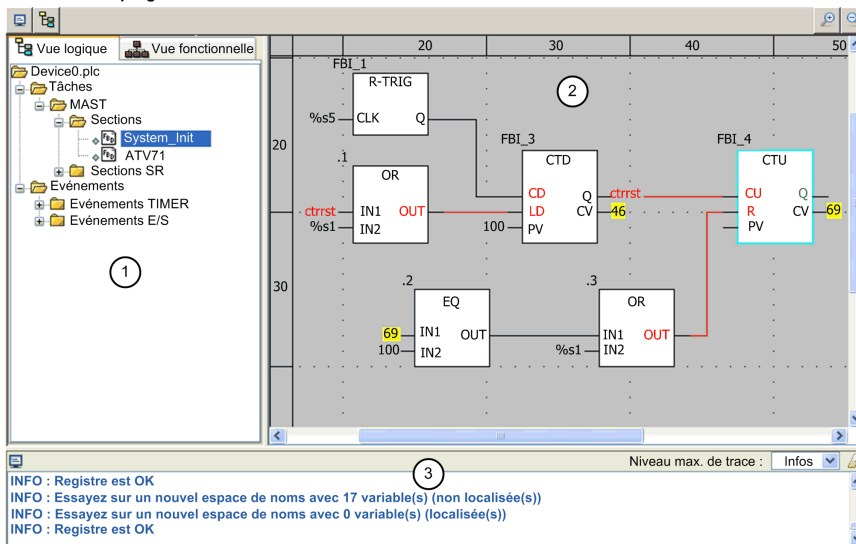 Vue logique
Vue fonctionnelle
Device0.plc
Tâches
MAST
Sections
System_Init
ATV71
Sections SR
Evénements
Evénements TIMER
Evénements E/S
1
20
30
40
50
20
30
2
FBI_1
R-TRIG
%s5
CLK
Q
.1
OR
ctrrst
IN1
OUT
%s1
IN2
FBI_3
CTD
CD
Q
ctrrst
LD
CV
46
100
PV
FBI_4
CTU
CU
Q
R
CV
69
PV
.2
EQ
69
IN1
OUT
100
IN2
.3
OR
IN1
OUT
%s1
IN2
3
Niveau max. de trace :
Infos
INFO : Registre est OK
INFO : Essayez sur un nouvel espace de noms avec 17 variable(s) (non localisée(s))
INFO : Essayez sur un nouvel espace de noms avec 0 variable(s) (localisée(s))
INFO : Registre est OK